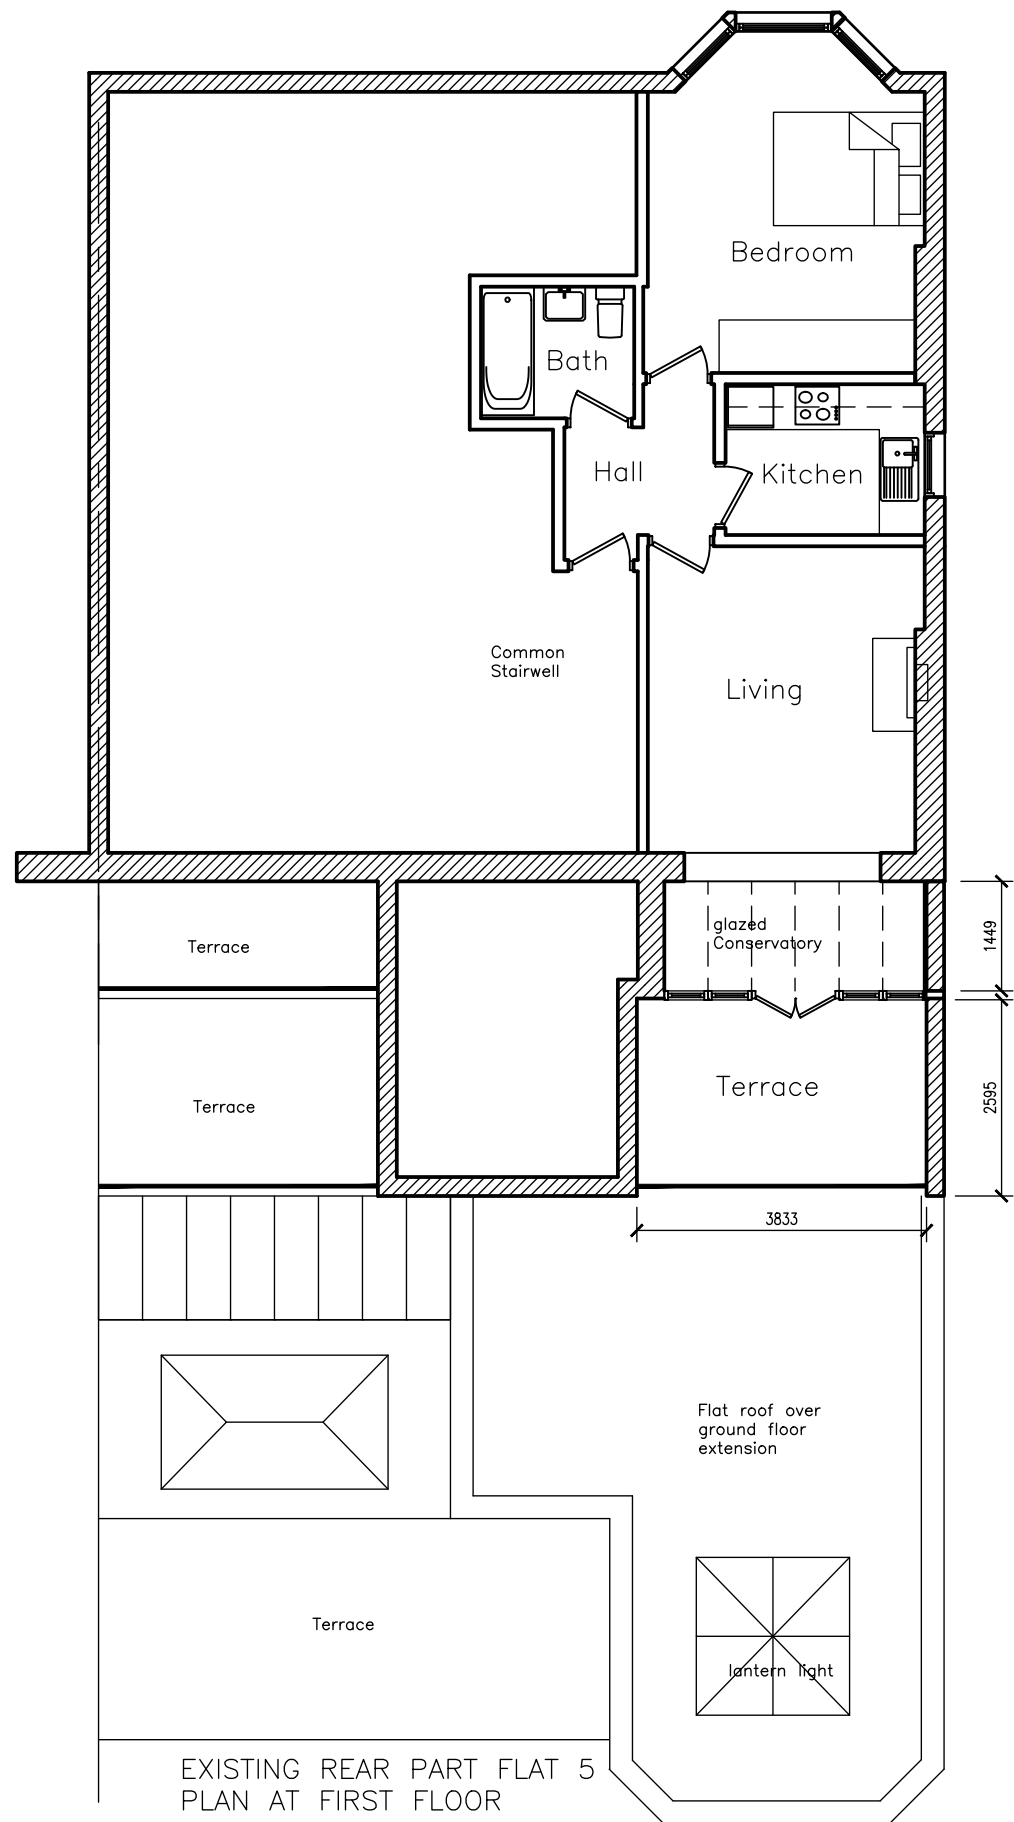 Bedroom
Bath
Hall
Kitchen
Common
Stairwell
Living
glazed
Conservatory
1449
Terrace
Terrace
Terrace
2595
3833
Flat roof over
ground floor
extension
Terrace
lantern light
EXISTING REAR PART FLAT 5
PLAN AT FIRST FLOOR